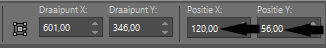 Draaipunt X: Draaipunt Y: Positie X: Positie Y:
601,00 346,00 120,00 56,00